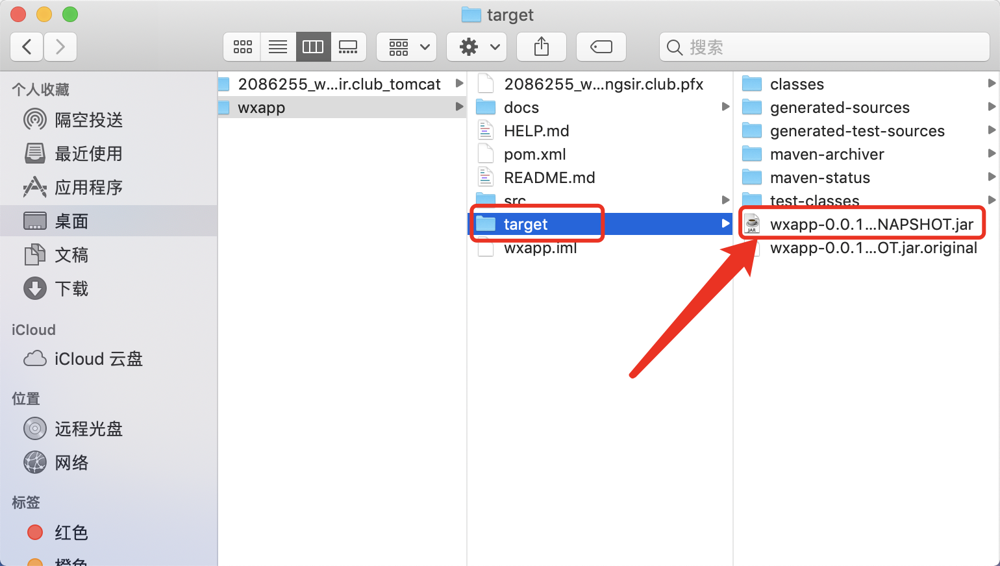 target
搜索
个人收藏
隔空投送
最近使用
应用程序
桌面
文稿
下载
iCloud
iCloud 云盘
位置
远程光盘
网络
标签
红色
橙色
2086255_w...ir.club_tomcat
wxapp
2086255_w...ngsir.club.pfx
docs
HELP.md
pom.xml
README.md
src
target
wxapp.iml
classes
generated-sources
generated-test-sources
maven-archiver
maven-status
test-classes
wxapp-0.0.1...NAPSHOT.jar
JAR
wxapp-0.0.1...OT.jar.original